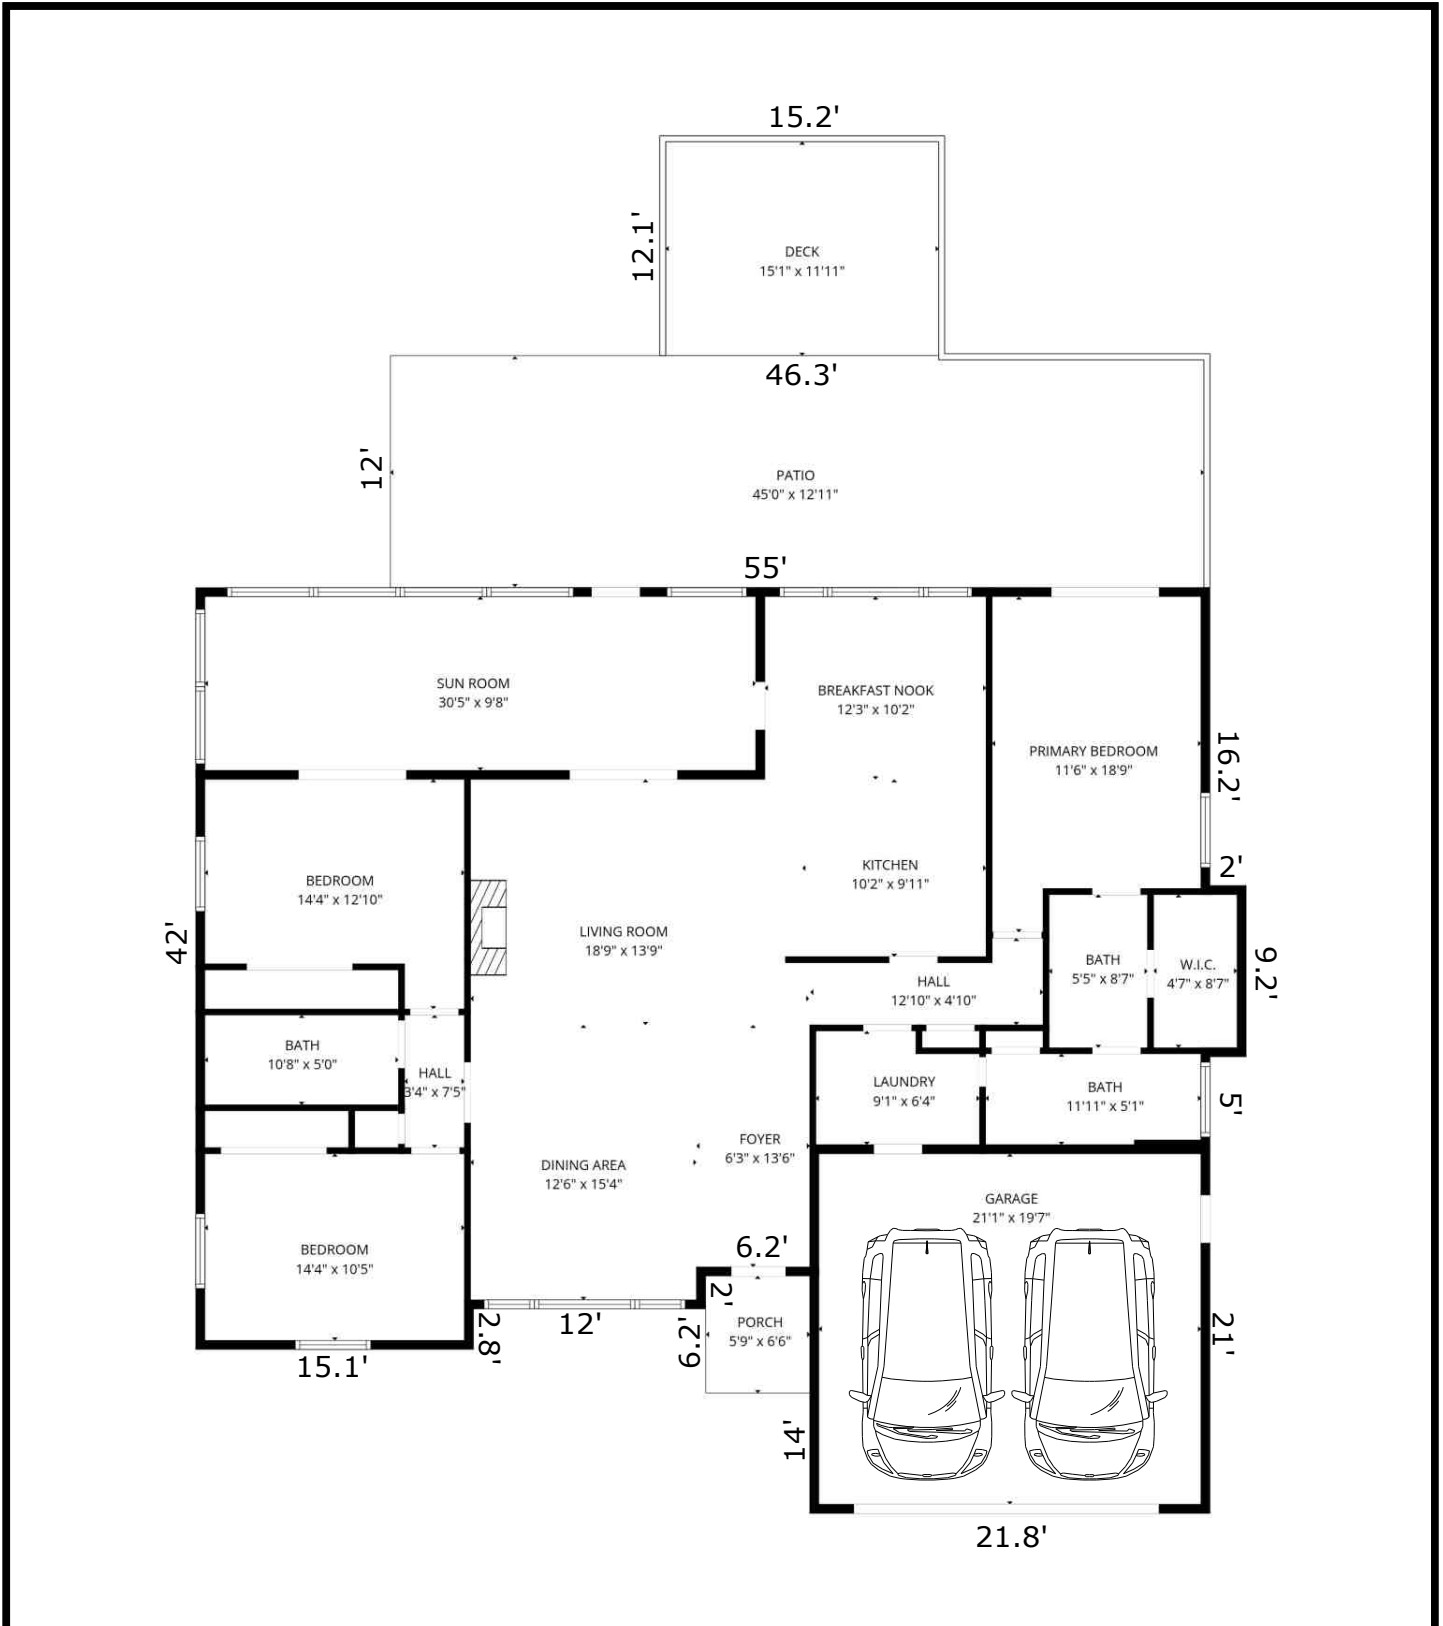 15.2'
12.1'
DECK
15'1" x 11'11"
46.3'
12'
PATIO
45'0" x 12'11"
55'
SUN ROOM
30'5" x 9'8"
BREAKFAST NOOK
12'3" x 10'2"
PRIMARY BEDROOM
11'6" x 18'9"
16.2'
2'
BEDROOM
14'4" x 12'10"
KITCHEN
10'2" x 9'11"
42'
LIVING ROOM
18'9" x 13'9"
BATH
5'5" x 8'7"
W.I.C.
4'7" x 8'7"
9.2'
HALL
12'10" x 4'10"
BATH
10'8" x 5'0"
HALL
3'4" x 7'5"
LAUNDRY
9'1" x 6'4"
BATH
11'11" x 5'1"
5'
FOYER
6'3" x 13'6"
DINING AREA
12'6" x 15'4"
GARAGE
21'1" x 19'7"
BEDROOM
14'4" x 10'5"
6.2'
2'
PORCH
5'9" x 6'6"
12'
2.8'
6.2'
21'
15.1'
14'
21.8'